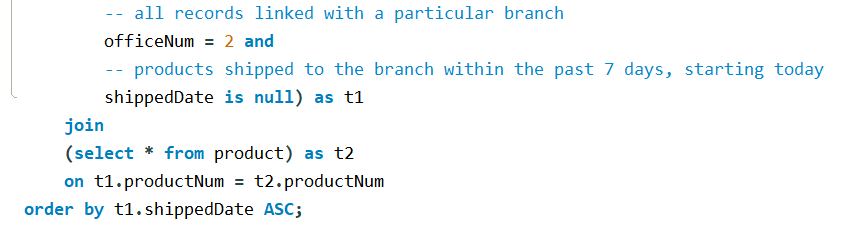 -- all records linked with a particular branch
officeNum = 2 and
-- products shipped to the branch within the past 7 days, starting today
shippedDate is null) as t1
join
(select * from product) as t2
on t1.productNum = t2.productNum
order by t1.shippedDate ASC;